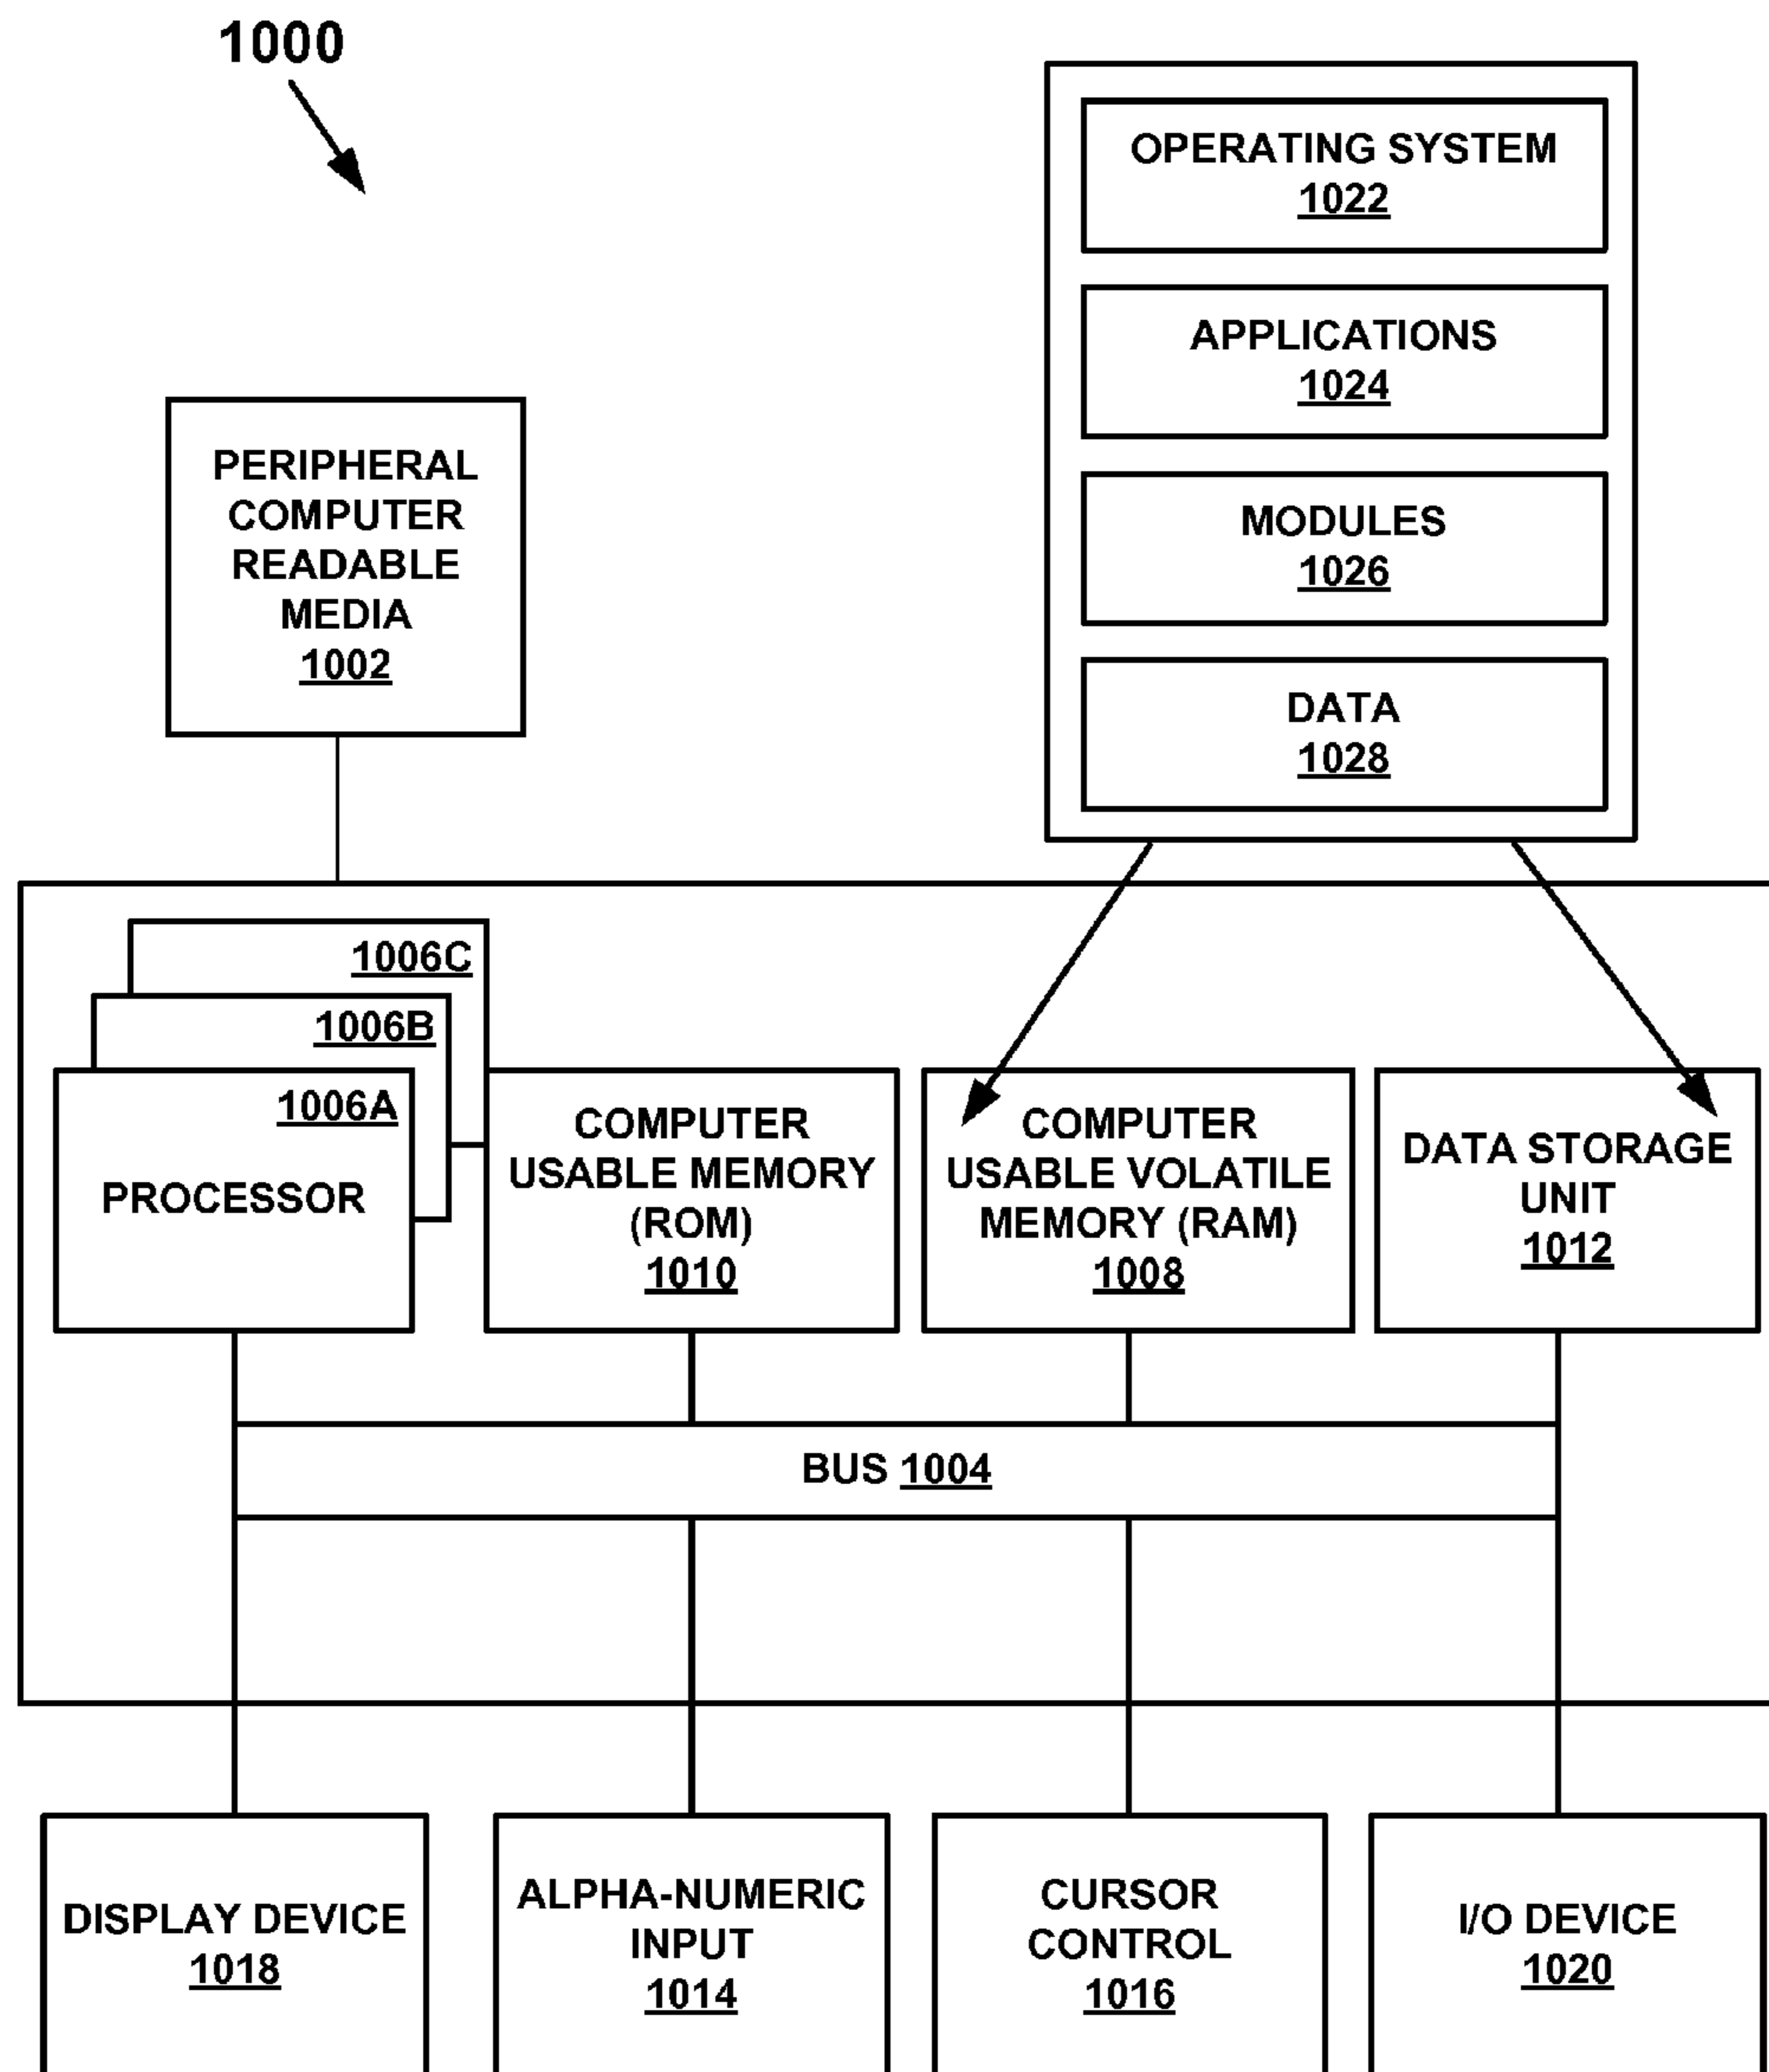 1000
OPERATING SYSTEM
1022
APPLICATIONS
1024
MODULES
1026
DATA
1028
PERIPHERAL
COMPUTER
READABLE
MEDIA
1002
1006C
1006B
1006A
PROCESSOR
COMPUTER
USABLE MEMORY
(ROM)
1010
COMPUTER
USABLE VOLATILE
MEMORY (RAM)
1008
DATA STORAGE
UNIT
1012
BUS 1004
DISPLAY DEVICE
1018
ALPHA-NUMERIC
INPUT
1014
CURSOR
CONTROL
1016
I/O DEVICE
1020